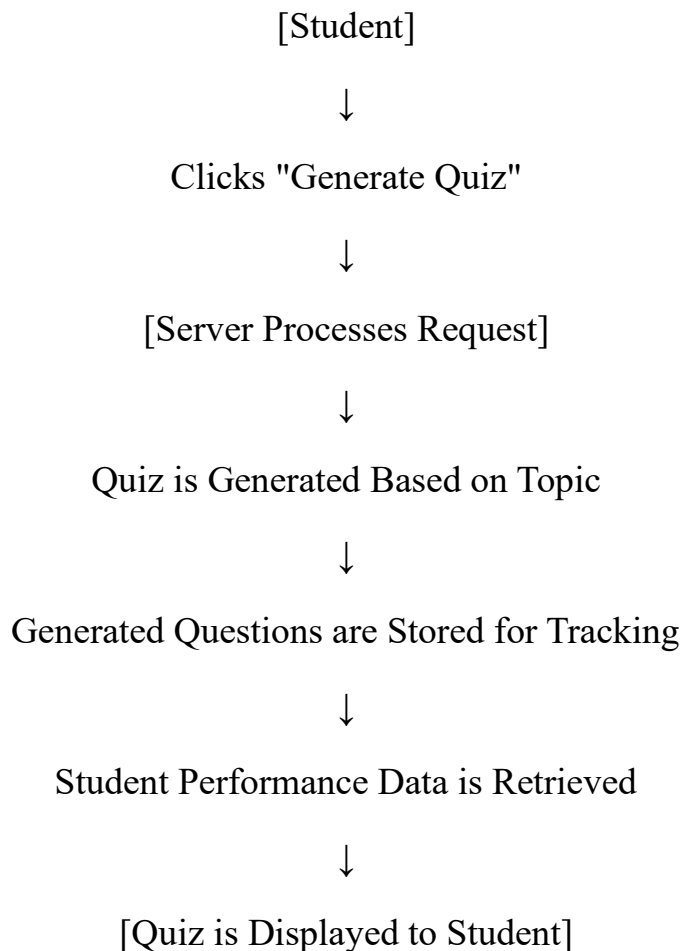 [Student]
↓
Clicks "Generate Quiz"
↓
[Server Processes Request]
↓
Quiz is Generated Based on Topic
↓
Generated Questions are Stored for Tracking
↓
Student Performance Data is Retrieved
↓
[Quiz is Displayed to Student]